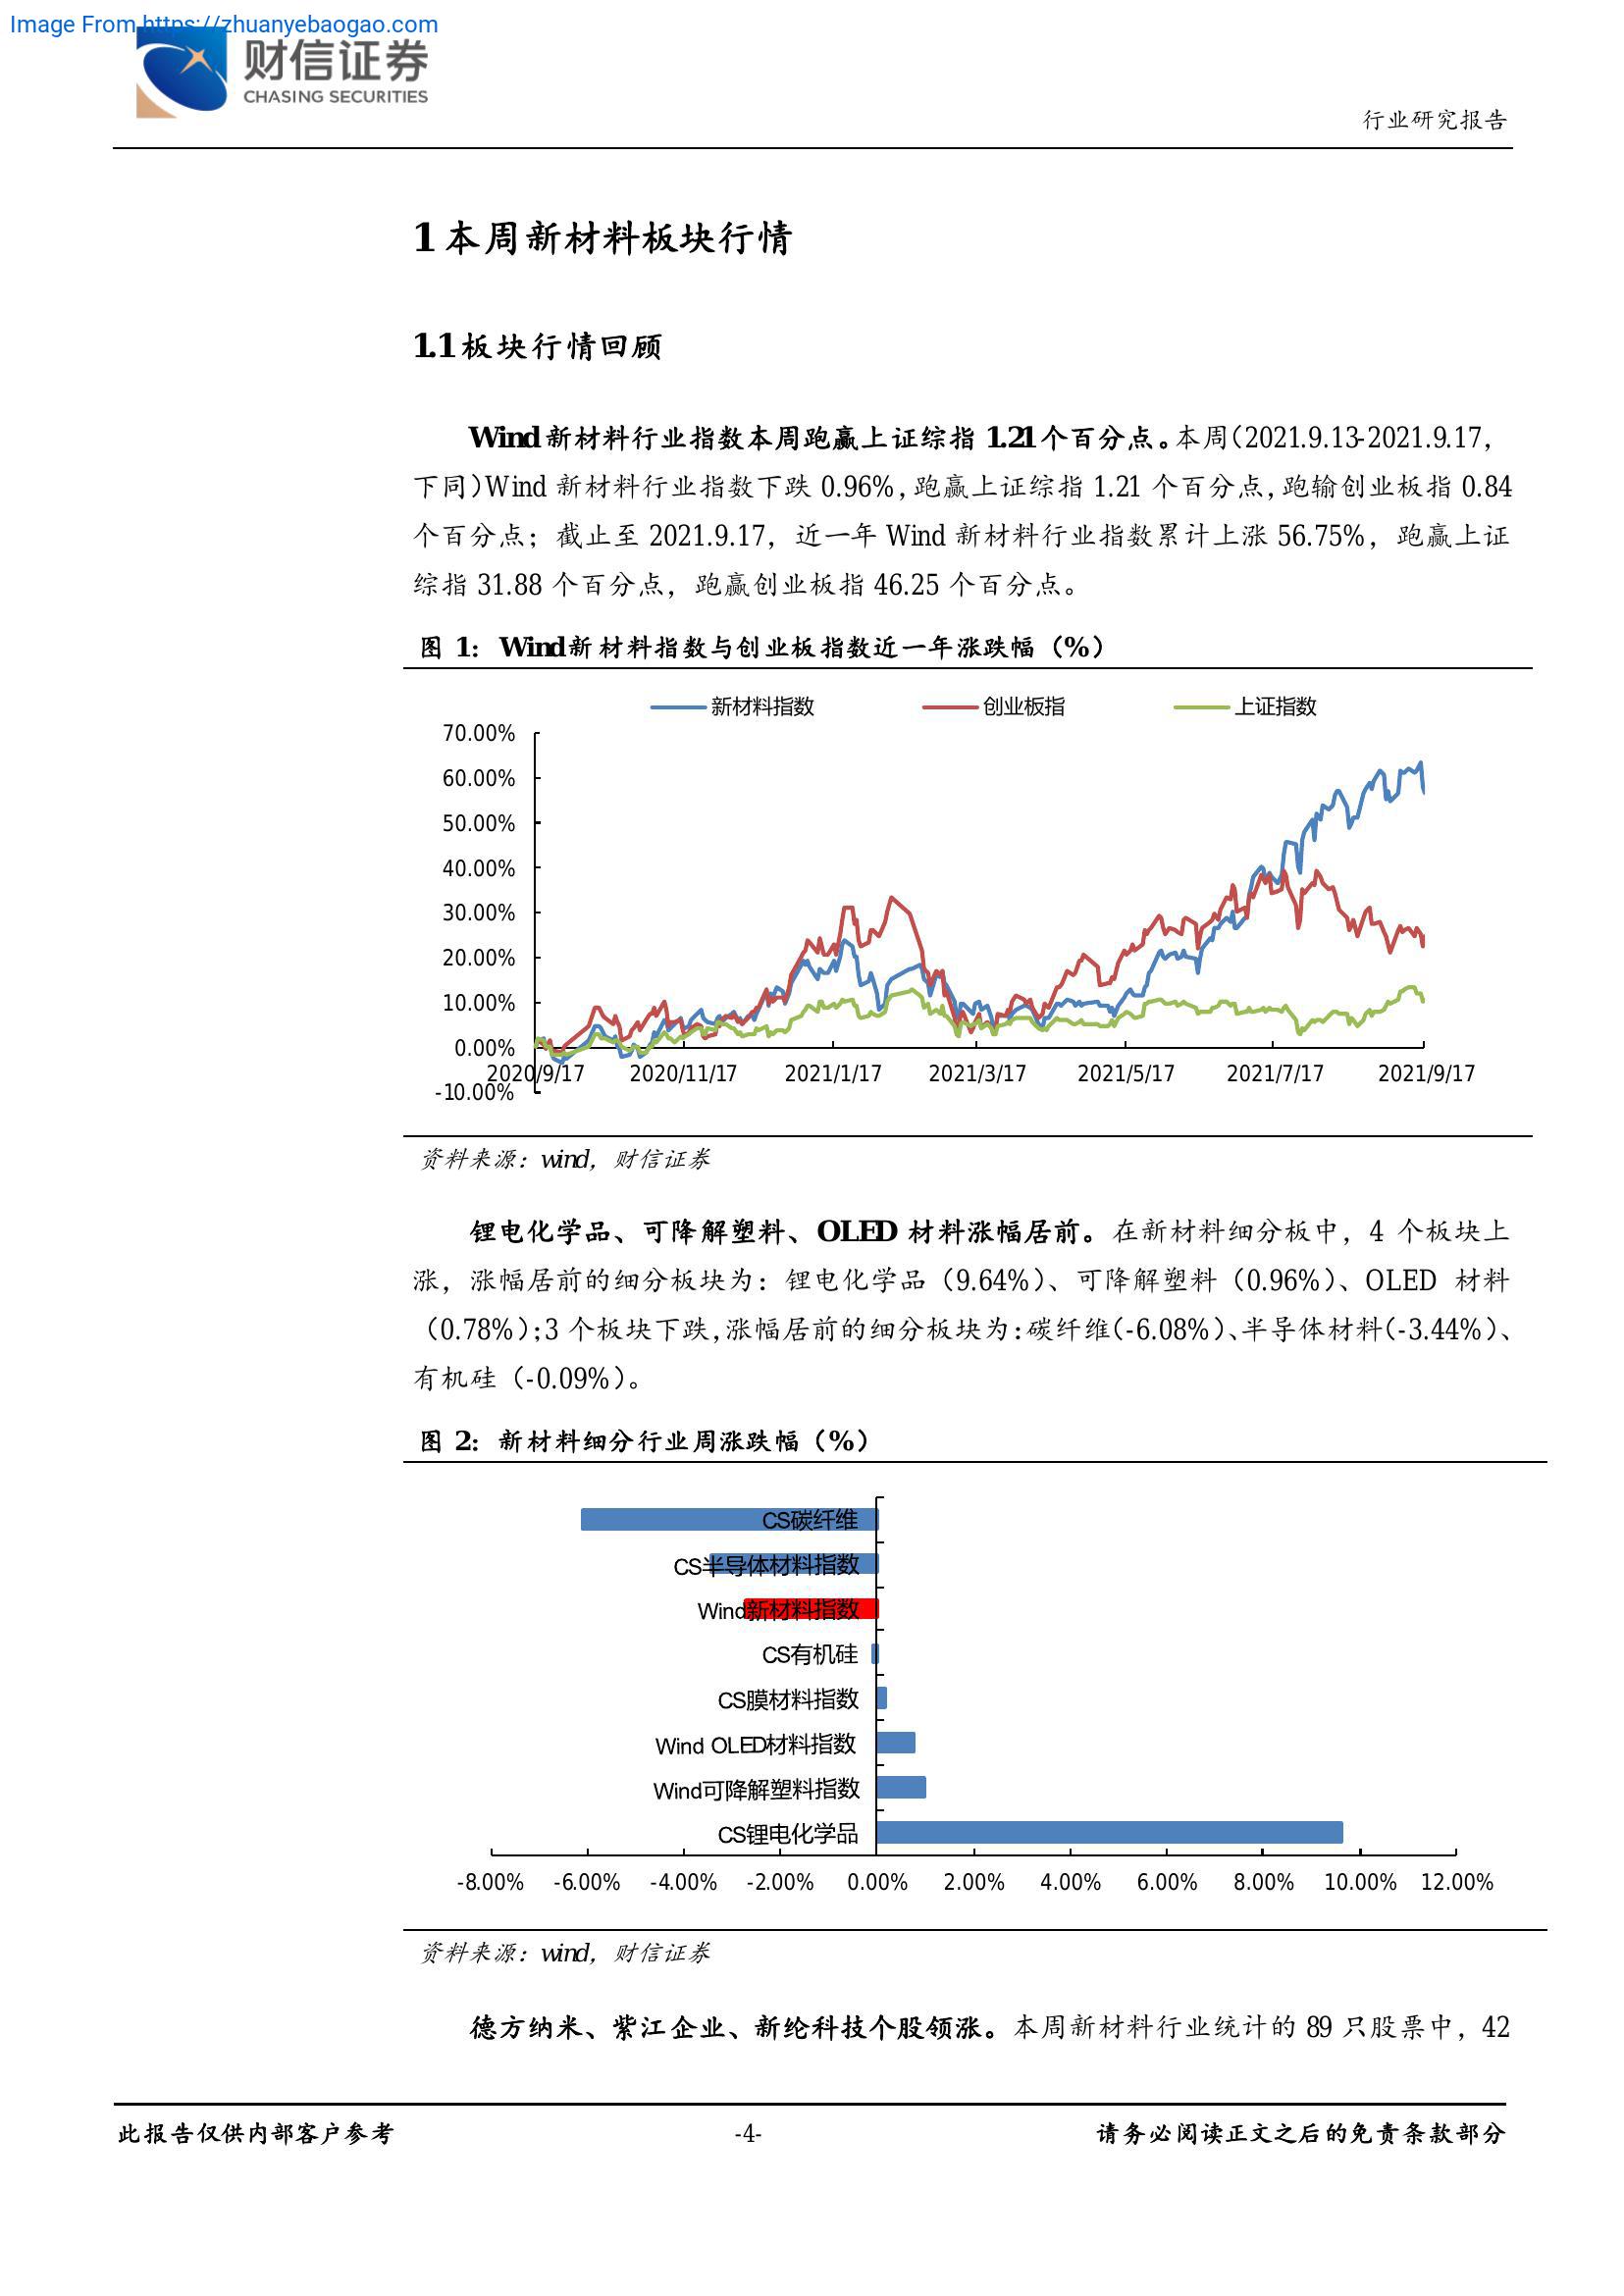 Image From https://zhuanyebaogao.com
财信证券
CHASING SECURITIES
行业研究报告
1 本周新材料板块行情
1.1 板块行情回顾
Wind 新材料行业指数本周跑赢上证综指 1.21 个百分点。本周（2021.9.13-2021.9.17，
下同）Wind 新材料行业指数下跌 0.96%，跑赢上证综指 1.21 个百分点，跑输创业板指 0.84
个百分点；截止至 2021.9.17，近一年 Wind 新材料行业指数累计上涨 56.75%，跑赢上证
综指 31.88 个百分点，跑赢创业板指 46.25 个百分点。
图 1：Wind 新材料指数与创业板指数近一年涨跌幅（%）
新材料指数 创业板指 上证指数
70.00%
60.00%
50.00%
40.00%
30.00%
20.00%
10.00%
0.00%
2020/9/17 2020/11/17 2021/1/17 2021/3/17 2021/5/17 2021/7/17 2021/9/17
-10.00%
资料来源：wind，财信证券
锂电化学品、可降解塑料、OLED 材料涨幅居前。在新材料细分板中，4 个板块上
涨，涨幅居前的细分板块为：锂电化学品（9.64%）、可降解塑料（0.96%）、OLED 材料
（0.78%）；3 个板块下跌，涨幅居前的细分板块为：碳纤维（-6.08%）、半导体材料（-3.44%）、
有机硅（-0.09%）。
图 2：新材料细分行业周涨跌幅（%）
CS碳纤维
CS半导体材料指数
Wind新材料指数
CS有机硅
CS膜材料指数
Wind OLED材料指数
Wind可降解塑料指数
CS锂电化学品
-8.00% -6.00% -4.00% -2.00% 0.00% 2.00% 4.00% 6.00% 8.00% 10.00% 12.00%
资料来源：wind，财信证券
德方纳米、紫江企业、新纶科技个股领涨。本周新材料行业统计的 89 只股票中，42
此报告仅供内部客户参考 -4- 请务必阅读正文之后的免责条款部分